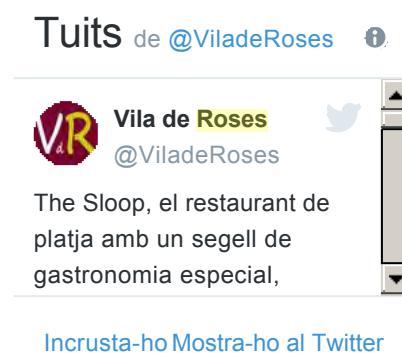 Tuits de @ViladeRoses
VdR
Vila de Roses
@ViladeRoses
The Sloop, el restaurant de
platja amb un segell de
gastronomia especial,
Incrusta-ho Mostra-ho al Twitter